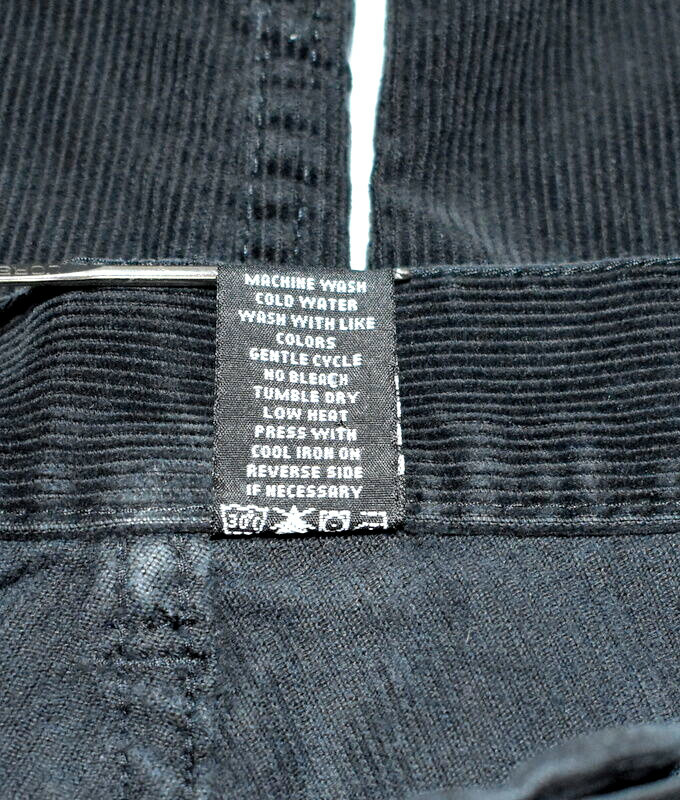 MACHINE WASH
COLD WATER
WASH WITH LIKE
COLORS
GENTLE CYCLE
NO BLEACH
TUMBLE DRY
LOW HEAT
PRESS WITH
COOL IRON ON
REVERSE SIDE
IF NECESSARY
30°C